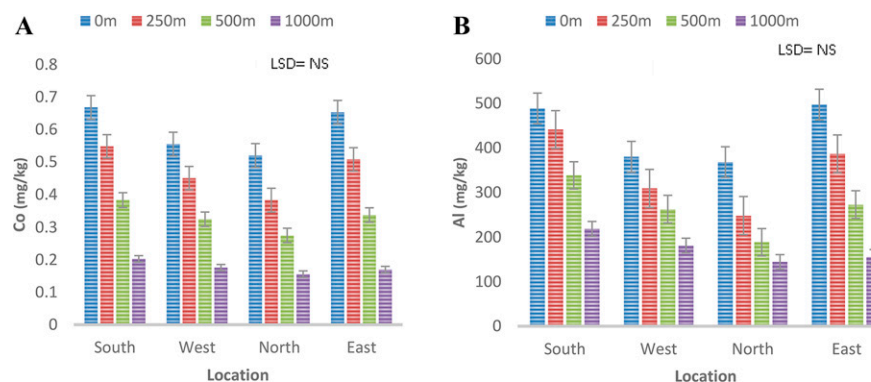 A
0m 250m 500m 1000m
LSD= NS
0.8
0.7
0.6
0.5
0.4
0.3
0.2
0.1
0
Co (mg/kg)
South West North East
Location
B
0m 250m 500m 1000m
LSD= NS
600
500
400
300
200
100
0
Al (mg/kg)
South West North East
Location